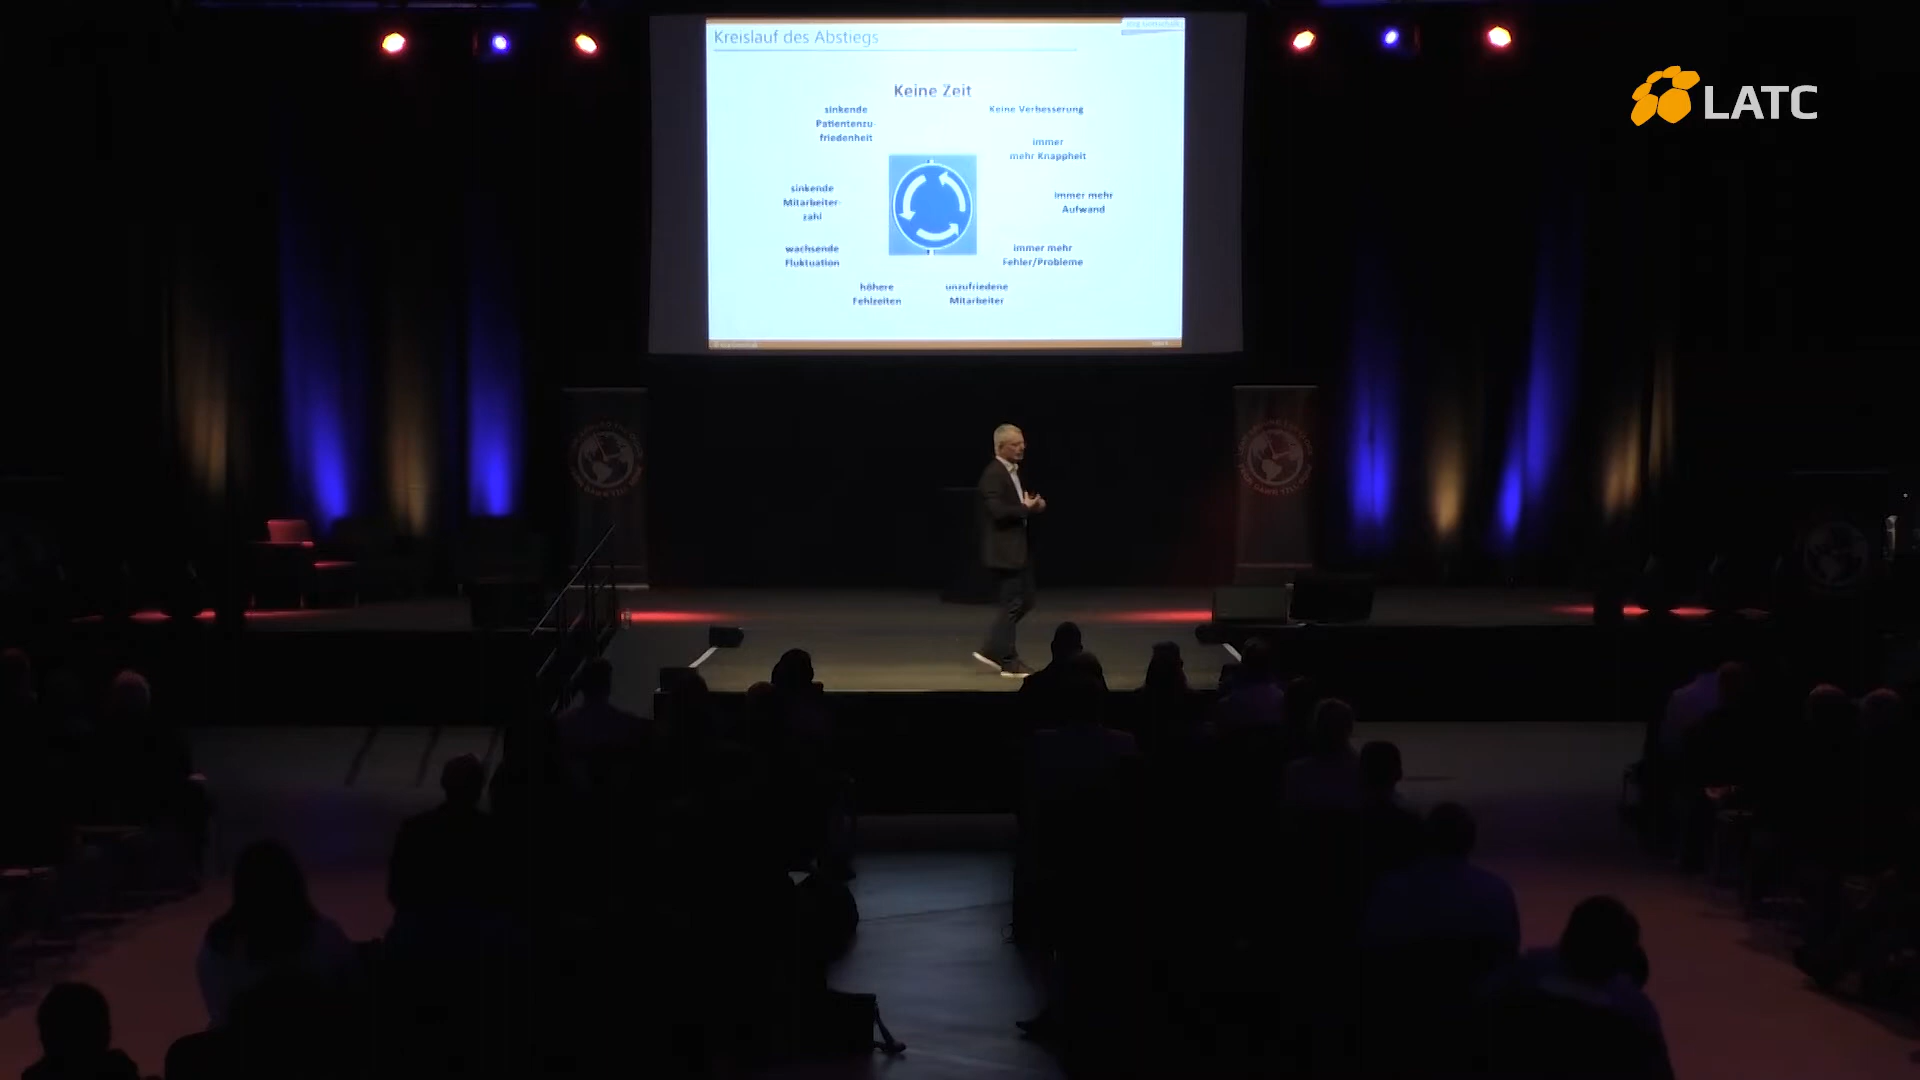 Kreislauf des Abstiegs
LATC
Keine Zeit
Keine Verbesserung
immer
mehr Knappheit
immer mehr
Aufwand
immer mehr
Fehler/Probleme
unzufriedene
Mitarbeiter
höhere
Fehlzeiten
wachsende
Fluktuation
sinkende
Mitarbeiter-
zahl
sinkende
Patientenzu-
friedenheit